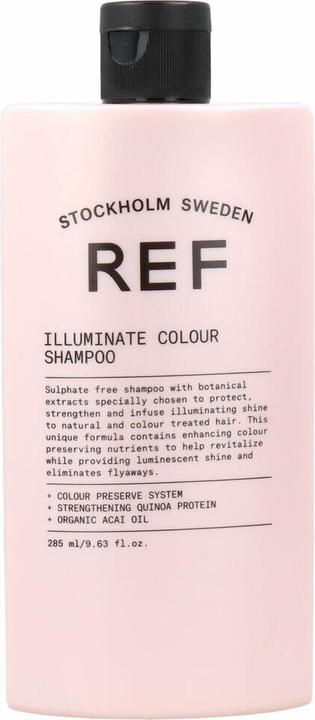 STOCKHOLM SWEDEN
REF
ILLUMINATE COLOUR
SHAMPOO
Sulphate free shampoo with botanical
extracts specially chosen to protect,
strengthen and infuse illuminating shine
to natural and colour treated hair. This
unique formula contains enhancing colour
preserving nutrients to help revitalize
while providing luminescent shine and
eliminates flyaways.
+ COLOUR PRESERVE SYSTEM
+ STRENGTHENING QUINOA PROTEIN
+ ORGANIC ACAI OIL
285 ml/9.63 fl.oz.